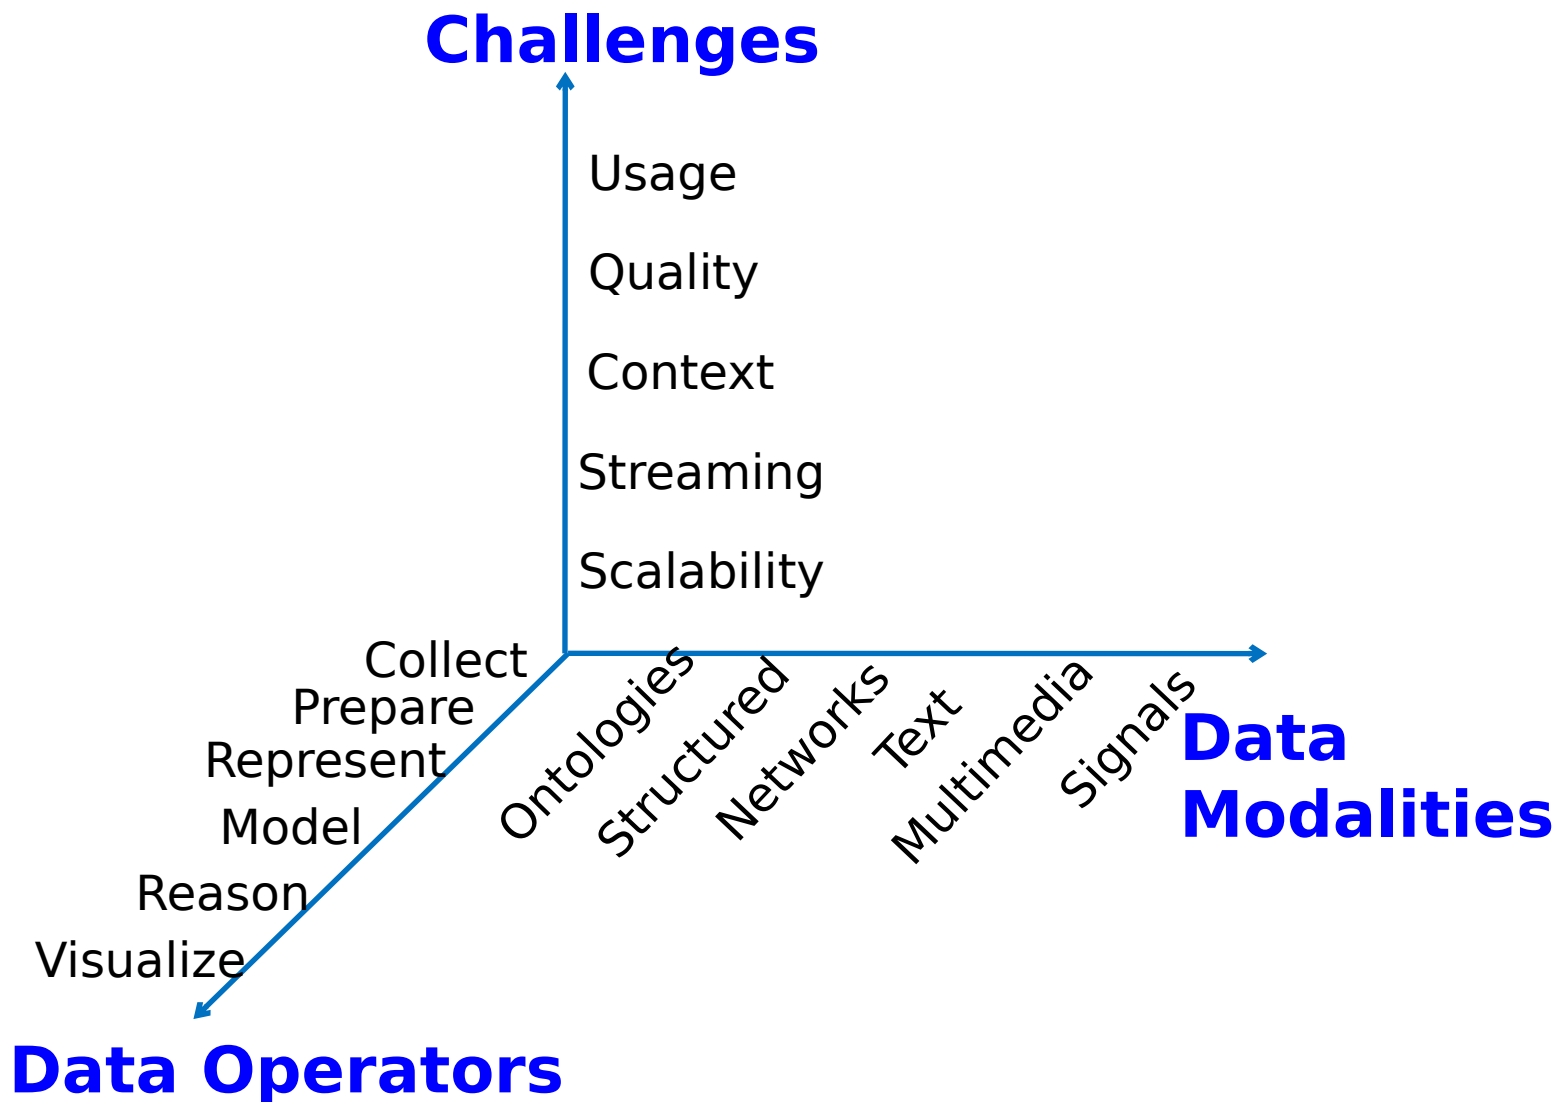 Challenges
Usage
Quality
Context
Streaming
Scalability
Collect
Prepare
Represent
Model
Reason
Visualize
Data Operators
Ontologies
Structured
Networks
Text
Multimedia
Signals
Data
Modalities